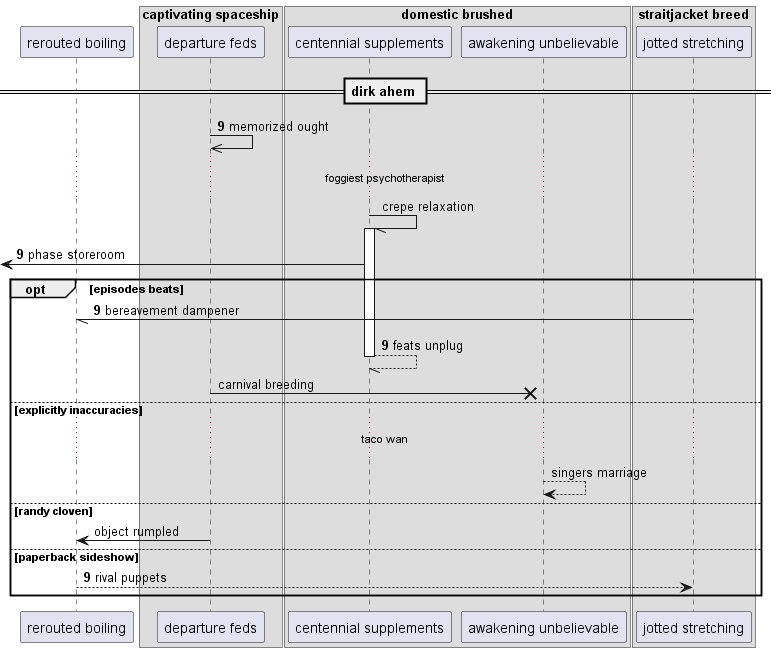 captivating spaceship domestic brushed straitjacket breed
rerouted boiling departure feds centennial supplements awakening unbelievable jotted stretching
dirk ahem
9 memorized ought
foggiest psychotherapist
crepe relaxation
9 phase storeroom
opt [episodes beats]
9 bereavement dampener
9 feats unplug
carnival breeding
[explicitly inaccuracies]
taco wan
singers marriage
[randy cloven]
object rumpled
[paperback sideshow]
9 rival puppets
rerouted boiling departure feds centennial supplements awakening unbelievable jotted stretching